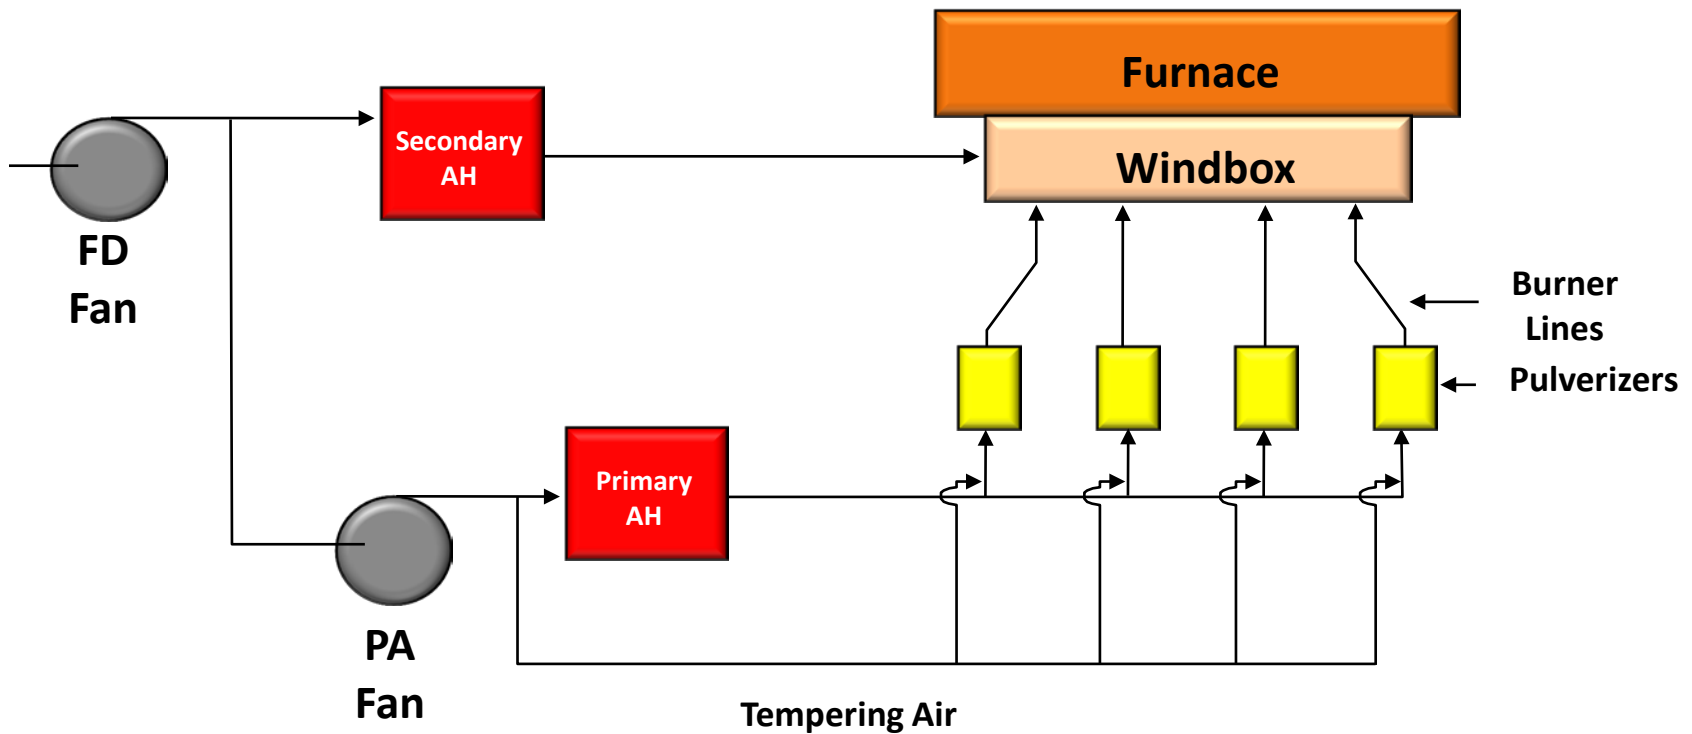 Furnace
Secondary
AH
Windbox
FD
Fan
Burner
Lines
Pulverizers
Primary
AH
PA
Fan
Tempering Air